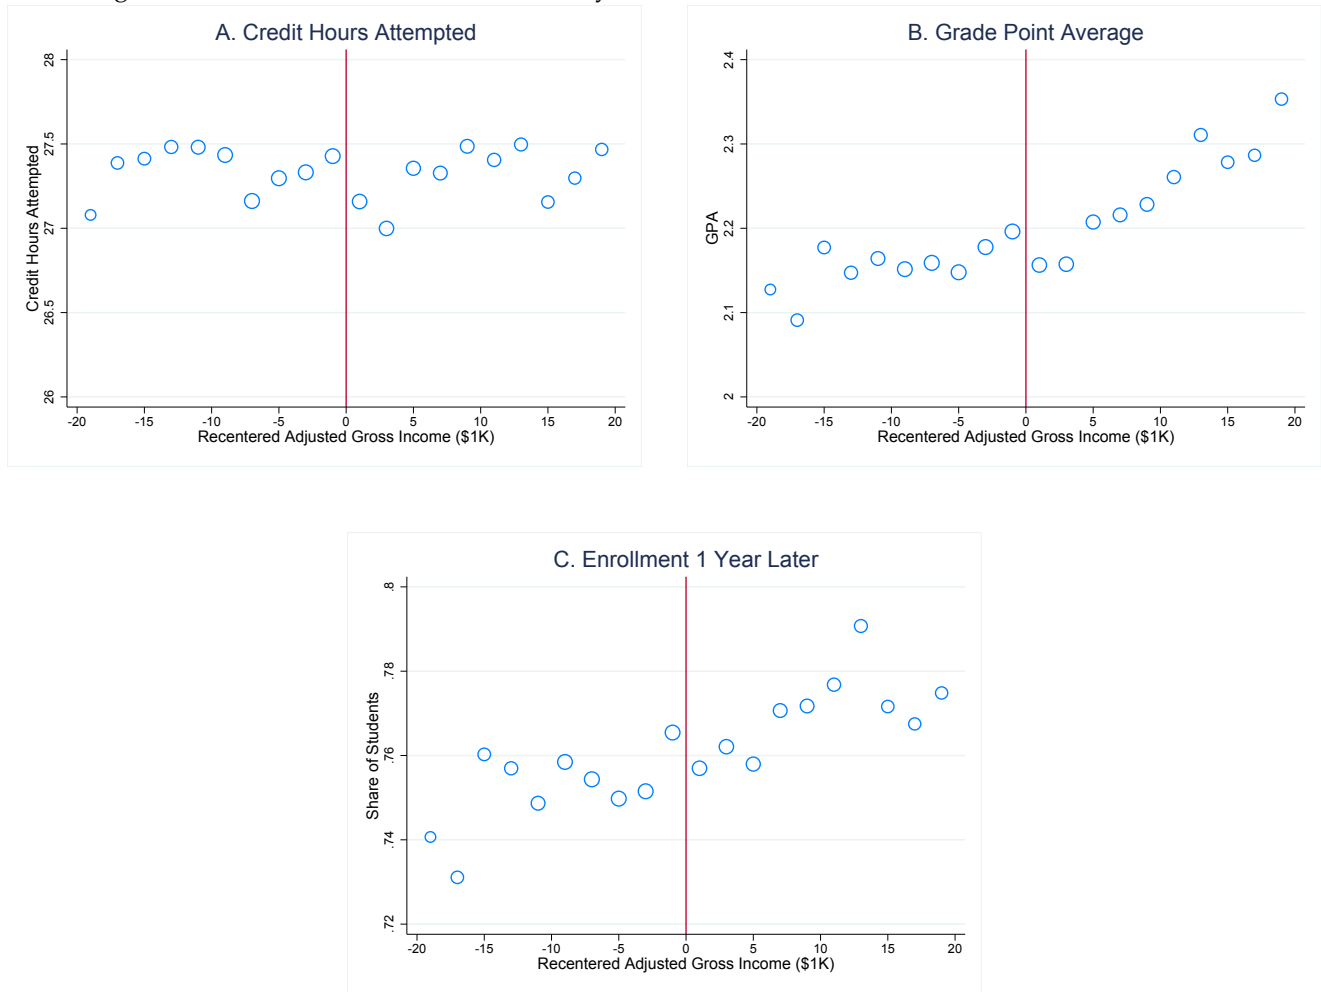 A. Credit Hours Attempted
Credit Hours Attempted
28
27.5
27
26.5
26
-20 -15 -10 -5 0 5 10 15 20
Recentered Adjusted Gross Income ($1K)
B. Grade Point Average
GPA
2.4
2.3
2.2
2.1
2
-20 -15 -10 -5 0 5 10 15 20
Recentered Adjusted Gross Income ($1K)
C. Enrollment 1 Year Later
Share of Students
.8
.78
.76
.74
.72
-20 -15 -10 -5 0 5 10 15 20
Recentered Adjusted Gross Income ($1K)